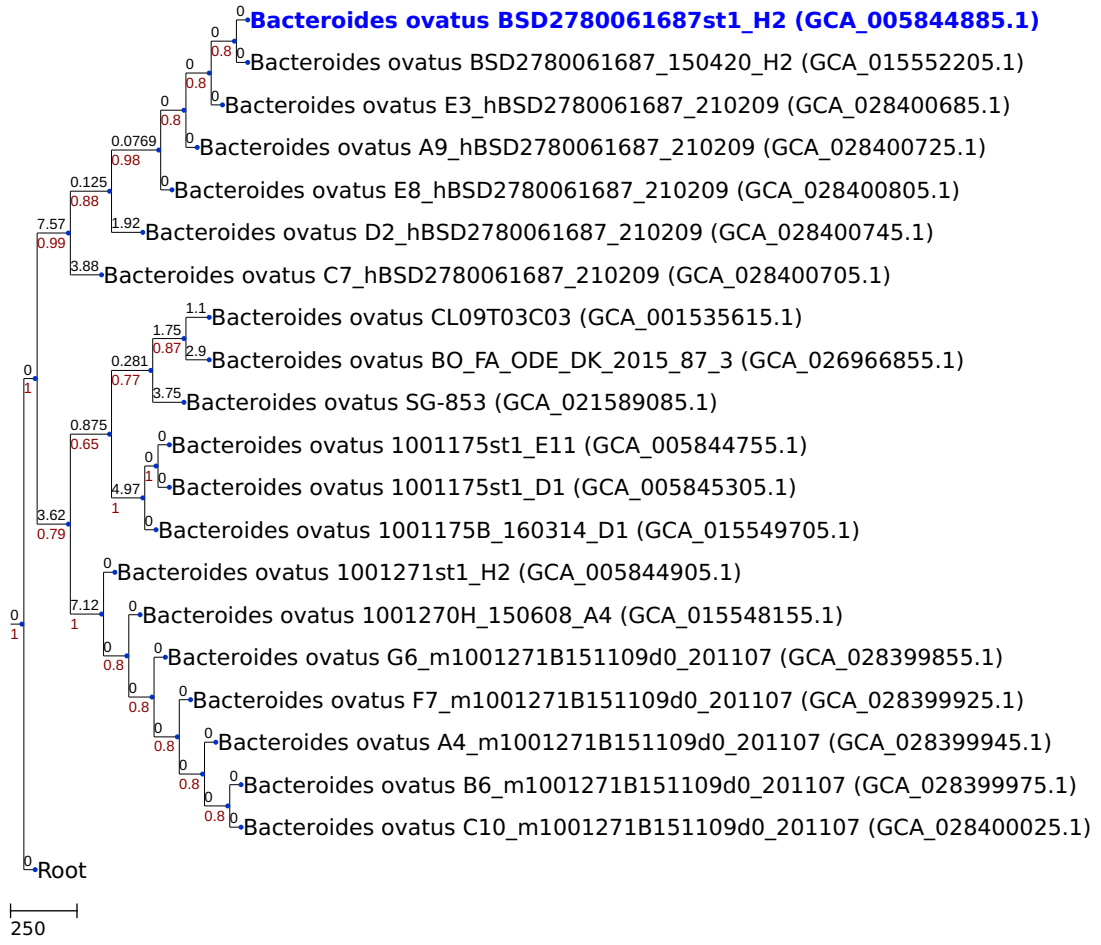 0
Bacteroides ovatus BSD2780061687st1_H2 (GCA_005844885.1)
0
0.8
0
Bacteroides ovatus BSD2780061687_150420_H2 (GCA_015552205.1)
0
0.8
0
Bacteroides ovatus E3_hBSD2780061687_210209 (GCA_028400685.1)
0
0.8
0
Bacteroides ovatus A9_hBSD2780061687_210209 (GCA_028400725.1)
0.0769
0.98
0
Bacteroides ovatus E8_hBSD2780061687_210209 (GCA_028400805.1)
0.125
0.88
1.92
Bacteroides ovatus D2_hBSD2780061687_210209 (GCA_028400745.1)
7.57
0.99
3.88
Bacteroides ovatus C7_hBSD2780061687_210209 (GCA_028400705.1)
1.1
Bacteroides ovatus CL09T03C03 (GCA_001535615.1)
1.75
0.87
2.9
Bacteroides ovatus BO_FA_ODE_DK_2015_87_3 (GCA_026966855.1)
0.281
0.77
0
1
3.75
Bacteroides ovatus SG-853 (GCA_021589085.1)
0.875
0.65
0
Bacteroides ovatus 1001175st1_E11 (GCA_005844755.1)
0
1
0
Bacteroides ovatus 1001175st1_D1 (GCA_005845305.1)
4.97
1
0
Bacteroides ovatus 1001175B_160314_D1 (GCA_015549705.1)
3.62
0.79
0
Bacteroides ovatus 1001271st1_H2 (GCA_005844905.1)
7.12
1
0
Bacteroides ovatus 1001270H_150608_A4 (GCA_015548155.1)
0
1
0
0.8
0
Bacteroides ovatus G6_m1001271B151109d0_201107 (GCA_028399855.1)
0
0.8
0
Bacteroides ovatus F7_m1001271B151109d0_201107 (GCA_028399925.1)
0
0.8
0
Bacteroides ovatus A4_m1001271B151109d0_201107 (GCA_028399945.1)
0
0.8
0
Bacteroides ovatus B6_m1001271B151109d0_201107 (GCA_028399975.1)
0
0.8
0
Bacteroides ovatus C10_m1001271B151109d0_201107 (GCA_028400025.1)
0
Root
250